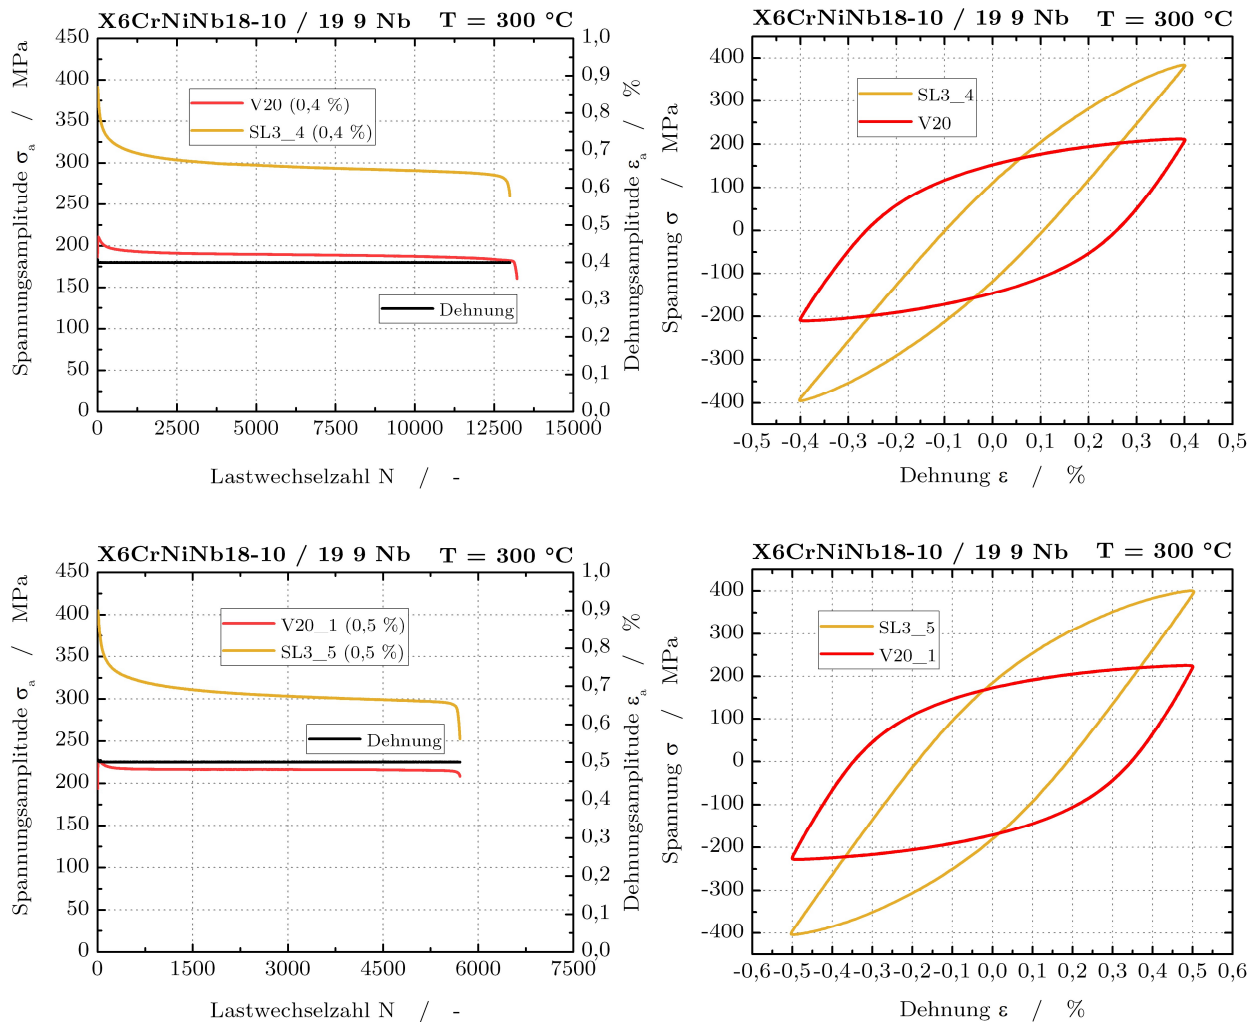 X6CrNiNb18-10 / 19 9 Nb T = 300 °C
Spannungsamplitude σa / MPa
450
400
350
300
250
200
150
100
50
0
V20 (0,4 %)
SL3_4 (0,4 %)
Dehnung
1,0
0,9
0,8
0,7
0,6
0,5
0,4
0,3
0,2
0,1
0,0
Dehnungsamplitude εa / %
0 2500 5000 7500 10000 12500 15000
Lastwechselzahl N / -
X6CrNiNb18-10 / 19 9 Nb T = 300 °C
Spannung σ / MPa
400
300
200
100
0
-100
-200
-300
-400
SL3_4
V20
-0,5 -0,4 -0,3 -0,2 -0,1 0,0 0,1 0,2 0,3 0,4 0,5
Dehnung ε / %
X6CrNiNb18-10 / 19 9 Nb T = 300 °C
Spannungsamplitude σa / MPa
450
400
350
300
250
200
150
100
50
0
V20_1 (0,5 %)
SL3_5 (0,5 %)
Dehnung
1,0
0,9
0,8
0,7
0,6
0,5
0,4
0,3
0,2
0,1
0,0
Dehnungsamplitude εa / %
0 1500 3000 4500 6000 7500
Lastwechselzahl N / -
X6CrNiNb18-10 / 19 9 Nb T = 300 °C
Spannung σ / MPa
400
300
200
100
0
-100
-200
-300
-400
SL3_5
V20_1
-0,6 -0,5 -0,4 -0,3 -0,2 -0,1 0,0 0,1 0,2 0,3 0,4 0,5 0,6
Dehnung ε / %